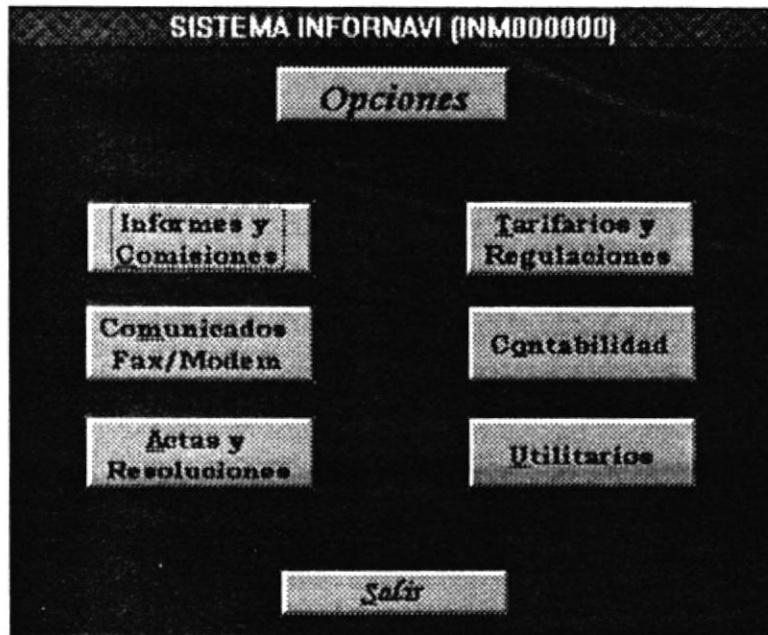 SISTEMA INFORNAVI (INM000000)
Opciones
Informes y
Comisiones
Tarifarios y
Regulaciones
Comunicados
Fax/Modem
Contabilidad
Actas y
Resoluciones
Utilitarios
Salir